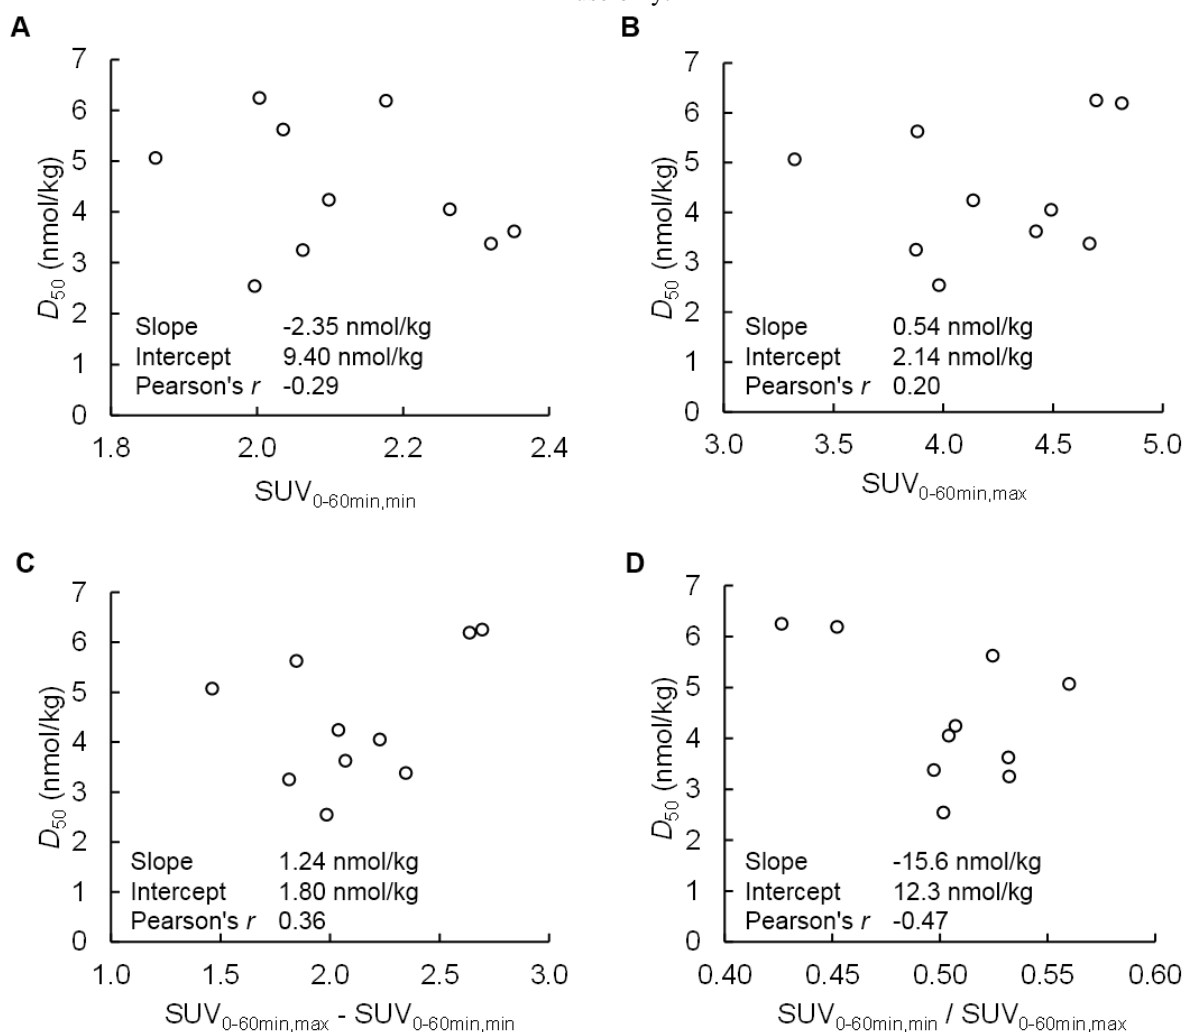 A
7
6
5
4
3
2
1
0
D50 (nmol/kg)
Slope -2.35 nmol/kg
Intercept 9.40 nmol/kg
Pearson's r -0.29
1.8 2.0 2.2 2.4
SUV0-60min,min
B
7
6
5
4
3
2
1
0
D50 (nmol/kg)
Slope 0.54 nmol/kg
Intercept 2.14 nmol/kg
Pearson's r 0.20
3.0 3.5 4.0 4.5 5.0
SUV0-60min,max
C
7
6
5
4
3
2
1
0
D50 (nmol/kg)
Slope 1.24 nmol/kg
Intercept 1.80 nmol/kg
Pearson's r 0.36
1.0 1.5 2.0 2.5 3.0
SUV0-60min,max - SUV0-60min,min
D
7
6
5
4
3
2
1
0
D50 (nmol/kg)
Slope -15.6 nmol/kg
Intercept 12.3 nmol/kg
Pearson's r -0.47
0.40 0.45 0.50 0.55 0.60
SUV0-60min,min / SUV0-60min,max